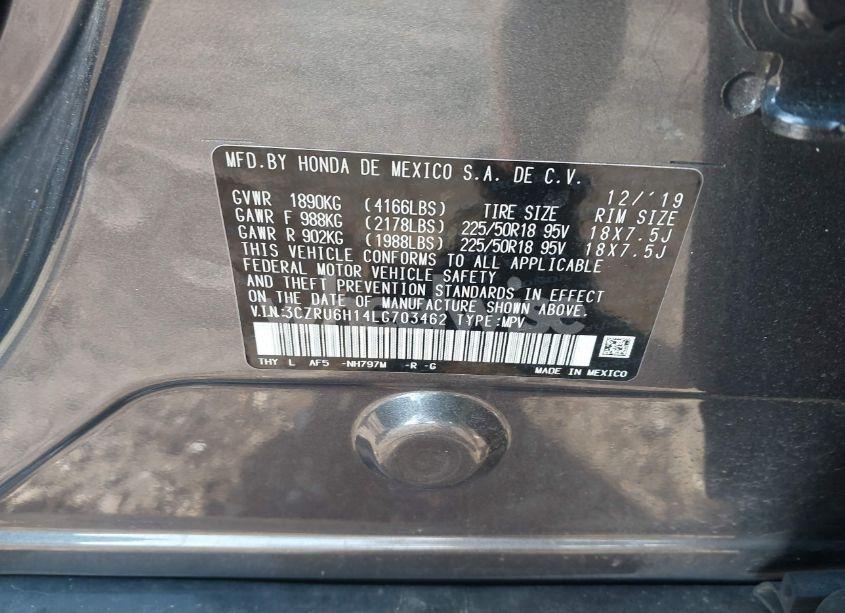 MFD.BY HONDA DE MEXICO S.A. DE C.V.
12/'19
GVWR 1890KG (4166LBS) TIRE SIZE RIM SIZE
GAWR F 988KG (2178LBS) 225/50R18 95V 18X7.5J
GAWR R 902KG (1988LBS) 225/50R18 95V 18X7.5J
THIS VEHICLE CONFORMS TO ALL APPLICABLE
FEDERAL MOTOR VEHICLE SAFETY
AND THEFT PREVENTION STANDARDS IN EFFECT
ON THE DATE OF MANUFACTURE SHOWN ABOVE.
V.I.N:3CZRU6H14LG703462 TYPE:MPV
THY L AF5 -NH797M -R -G
MADE IN MEXICO